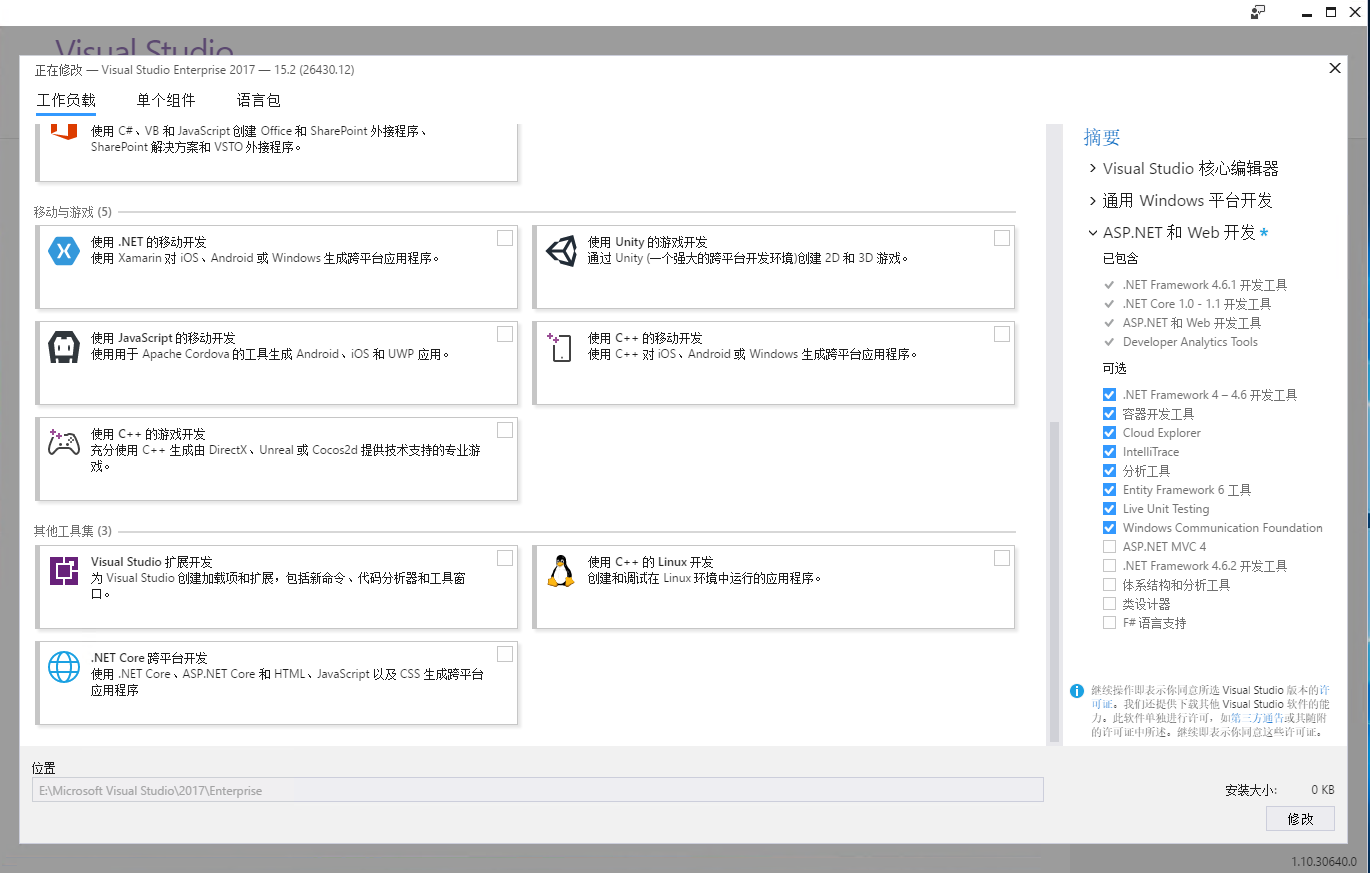 Visual Studio
正在修改 — Visual Studio Enterprise 2017 — 15.2 (26430.12)
工作负载 单个组件 语言包
使用 C#、VB 和 JavaScript 创建 Office 和 SharePoint 外接程序、
SharePoint 解决方案和 VSTO 外接程序。
移动与游戏 (5)
使用 .NET 的移动开发
使用 Xamarin 对 iOS、Android 或 Windows 生成跨平台应用程序。
使用 Unity 的游戏开发
通过 Unity (一个强大的跨平台开发环境)创建 2D 和 3D 游戏。
使用 JavaScript 的移动开发
使用用于 Apache Cordova 的工具生成 Android、iOS 和 UWP 应用。
使用 C++ 的移动开发
使用 C++ 对 iOS、Android 或 Windows 生成跨平台应用程序。
使用 C++ 的游戏开发
充分使用 C++ 生成由 DirectX、Unreal 或 Cocos2d 提供技术支持的专业游
戏。
其他工具集 (3)
Visual Studio 扩展开发
为 Visual Studio 创建加载项和扩展，包括新命令、代码分析器和工具窗
口。
使用 C++ 的 Linux 开发
创建和调试在 Linux 环境中运行的应用程序。
.NET Core 跨平台开发
使用 .NET Core、ASP.NET Core 和 HTML、JavaScript 以及 CSS 生成跨平台
应用程序
摘要
Visual Studio 核心编辑器
通用 Windows 平台开发
ASP.NET 和 Web 开发 *
已包含
.NET Framework 4.6.1 开发工具
.NET Core 1.0 - 1.1 开发工具
ASP.NET 和 Web 开发工具
Developer Analytics Tools
可选
.NET Framework 4 – 4.6 开发工具
容器开发工具
Cloud Explorer
IntelliTrace
分析工具
Entity Framework 6 工具
Live Unit Testing
Windows Communication Foundation
ASP.NET MVC 4
.NET Framework 4.6.2 开发工具
体系结构和分析工具
类设计器
F# 语言支持
继续操作即表示你同意所选 Visual Studio 版本的许
可证。我们还提供下载其他 Visual Studio 软件的能
力。此软件单独进行许可，如第三方通告或其随附
的许可证中所述。继续即表示你同意这些许可证。
位置
E:\Microsoft Visual Studio\2017\Enterprise
安装大小: 0 KB
修改
1.10.30640.0